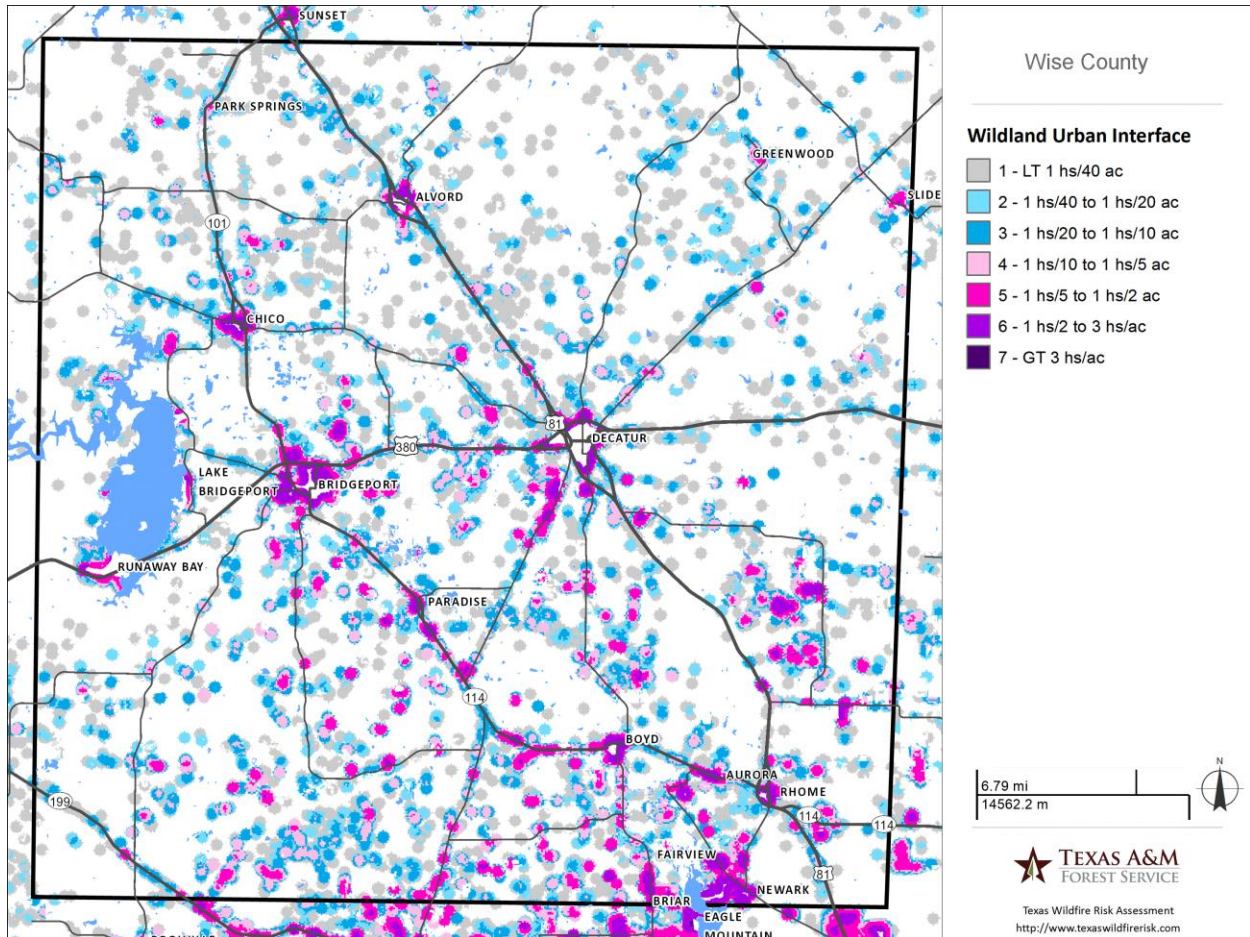 SUNSET
PARK SPRINGS
GREENWOOD
ALVORD
SLIDE
101
CHICO
81
DECATUR
380
LAKE
BRIDGEPORT
BRIDGEPORT
RUNAWAY BAY
PARADISE
114
BOYD
AURORA
RHOME
199
114
114
FAIRVIEW
81
NEWARK
BRIAR
EAGLE
MOUNTAIN
Wise County
Wildland Urban Interface
1 - LT 1 hs/40 ac
2 - 1 hs/40 to 1 hs/20 ac
3 - 1 hs/20 to 1 hs/10 ac
4 - 1 hs/10 to 1 hs/5 ac
5 - 1 hs/5 to 1 hs/2 ac
6 - 1 hs/2 to 3 hs/ac
7 - GT 3 hs/ac
N
6.79 mi
14562.2 m
TEXAS A&M
FOREST SERVICE
Texas Wildfire Risk Assessment
http://www.texaswildfirerisk.com